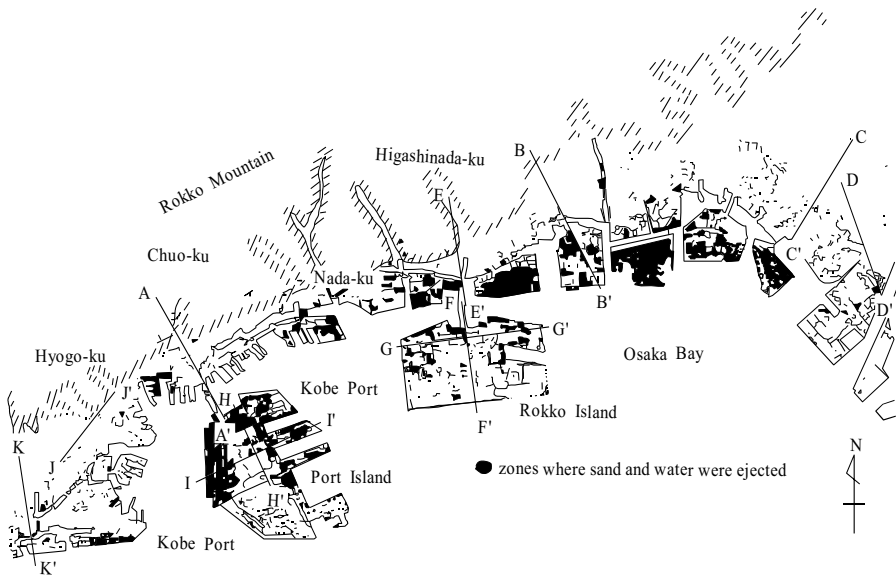 Rokko Mountain
Higashinada-ku
B
C
D
E
Chuo-ku
A
Nada-ku
C'
F
E'
B'
D'
G
G'
Hyogo-ku
Osaka Bay
J'
H
Kobe Port
Rokko Island
F'
K
A'
I'
J
I
Port Island
zones where sand and water were ejected
N
H'
Kobe Port
K'